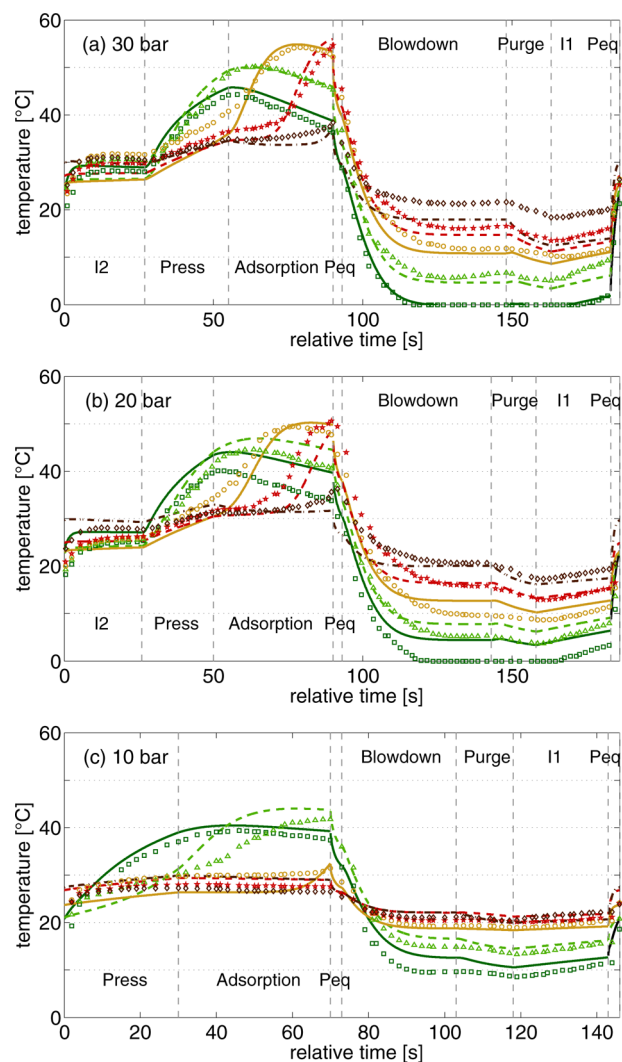 60
(a) 30 bar
Blowdown
Purge
I1
Peq
40
20
0
temperature [°C]
I2
Press
Adsorption
Peq
0
50
100
150
relative time [s]
60
(b) 20 bar
Blowdown
Purge
I1
Peq
40
20
0
temperature [°C]
I2
Press
Adsorption
Peq
0
50
100
150
relative time [s]
60
(c) 10 bar
Blowdown
Purge
I1
Peq
40
20
0
temperature [°C]
Press
Adsorption
Peq
0
20
40
60
80
100
120
140
relative time [s]